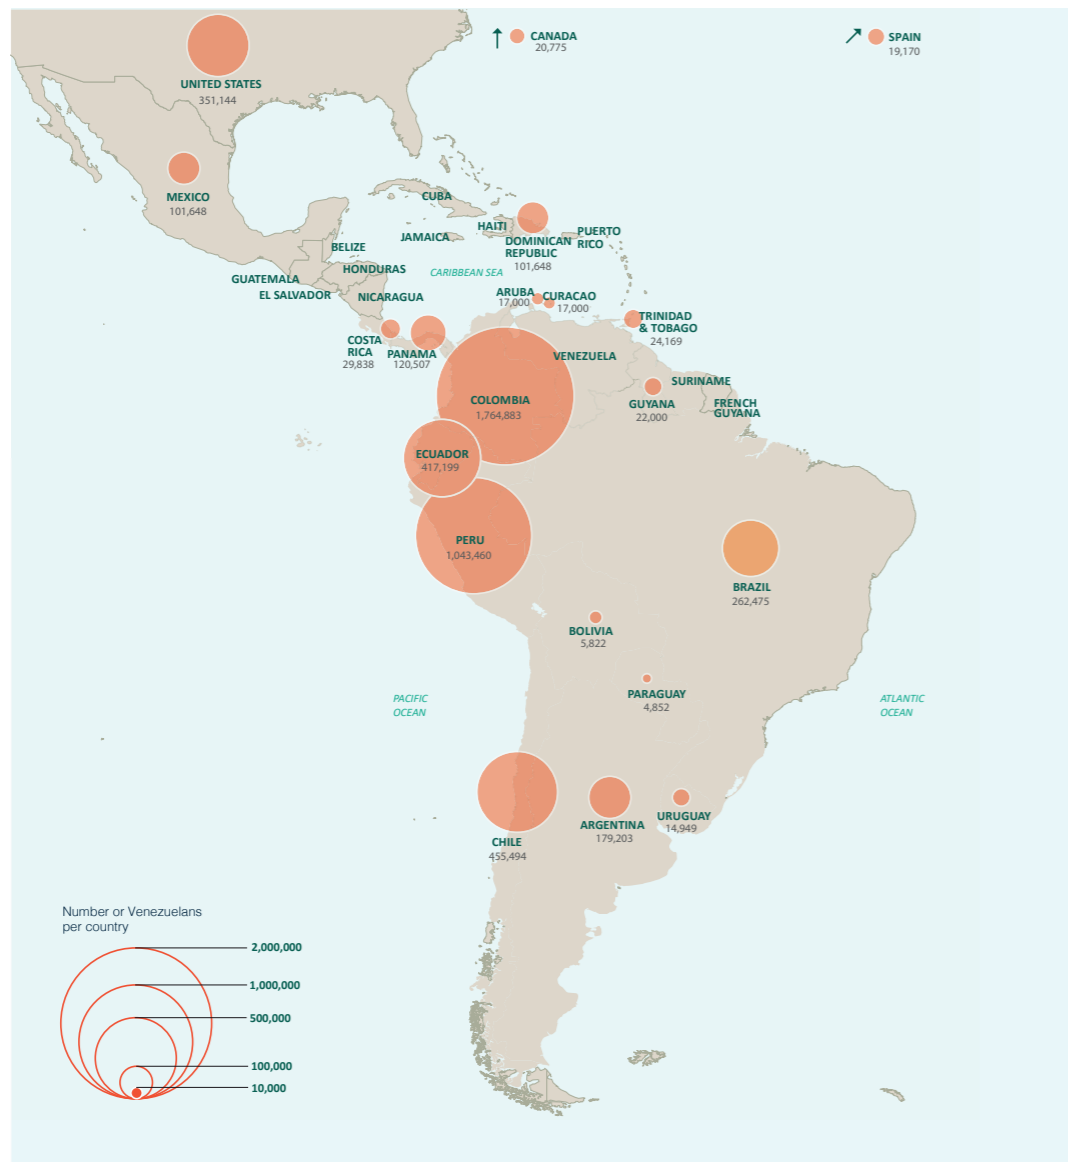 CANADA
20,775
SPAIN
19,170
UNITED STATES
351,144
MEXICO
101,648
CUBA
HAITI
JAMAICA
PUERTO
RICO
DOMINICAN
REPUBLIC
101,648
BELIZE
HONDURAS
GUATEMALA
EL SALVADOR
NICARAGUA
CARIBBEAN SEA
ARUBA
17,000
CURACAO
17,000
TRINIDAD
& TOBAGO
24,169
COSTA
RICA
29,838
PANAMA
120,507
VENEZUELA
COLOMBIA
1,764,883
GUYANA
22,000
SURINAME
FRENCH
GUYANA
ECUADOR
417,199
PERU
1,043,460
BRAZIL
262,475
BOLIVIA
5,822
PARAGUAY
4,852
PACIFIC
OCEAN
ATLANTIC
OCEAN
CHILE
455,494
ARGENTINA
179,203
URUGUAY
14,949
Number or Venezuelans
per country
2,000,000
1,000,000
500,000
100,000
10,000